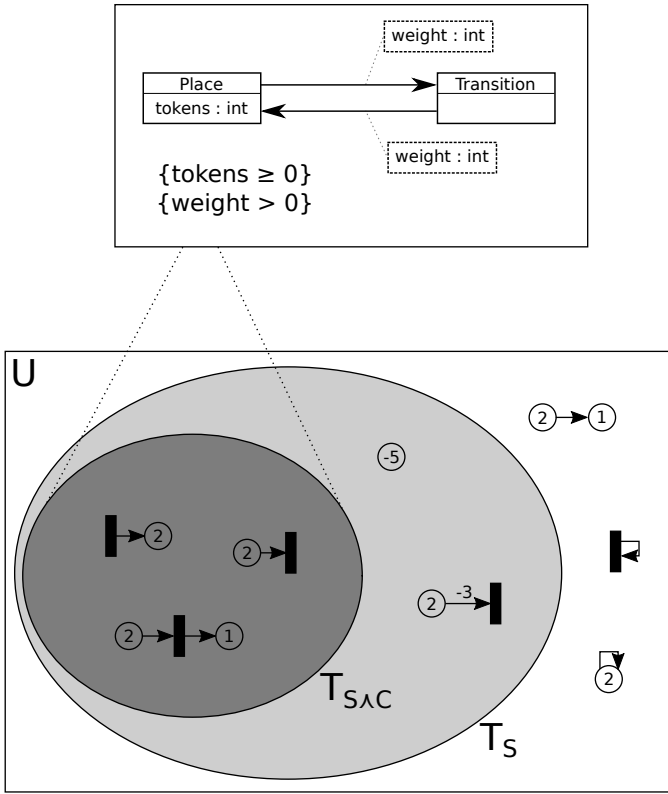 weight : int
Place
Transition
tokens : int
weight : int
{tokens ≥ 0}
{weight > 0}
U
2 1
-5
2
2
2 -3
2 1
2
T_S∧C
T_S